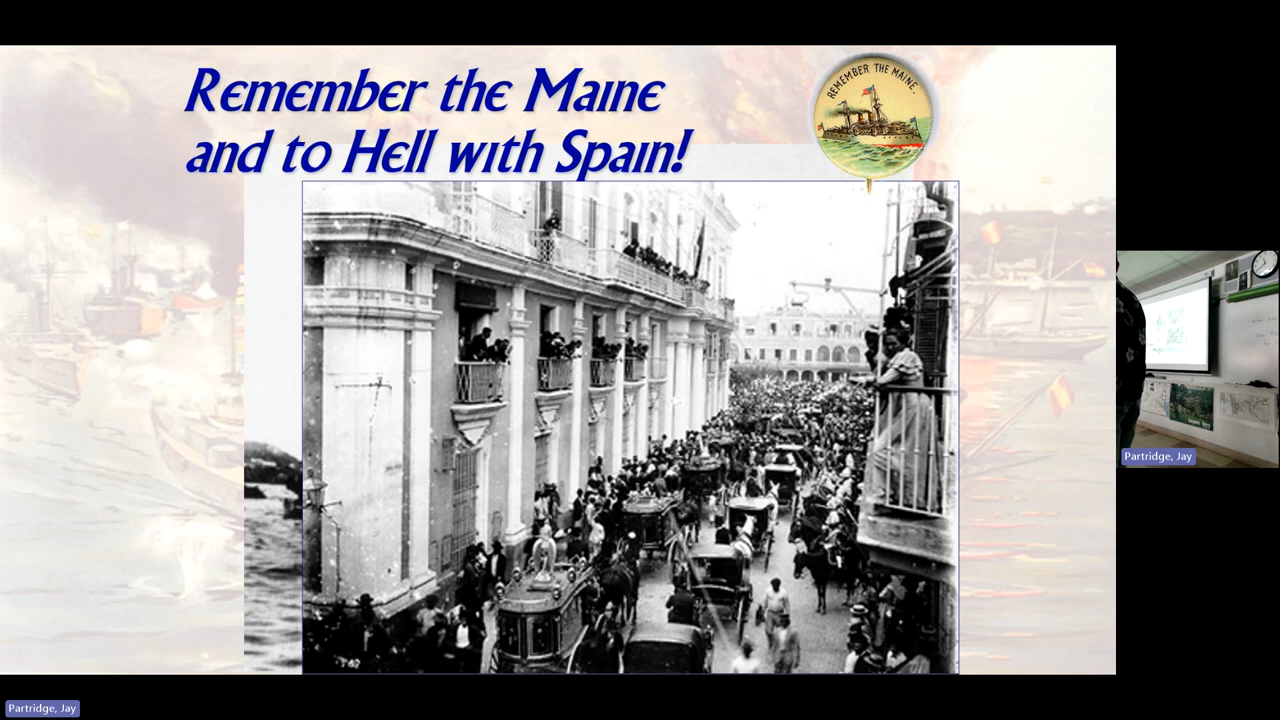 Remember the Maine
and to Hell with Spain!
REMEMBER THE MAINE.
Partridge, Jay
Partridge, Jay